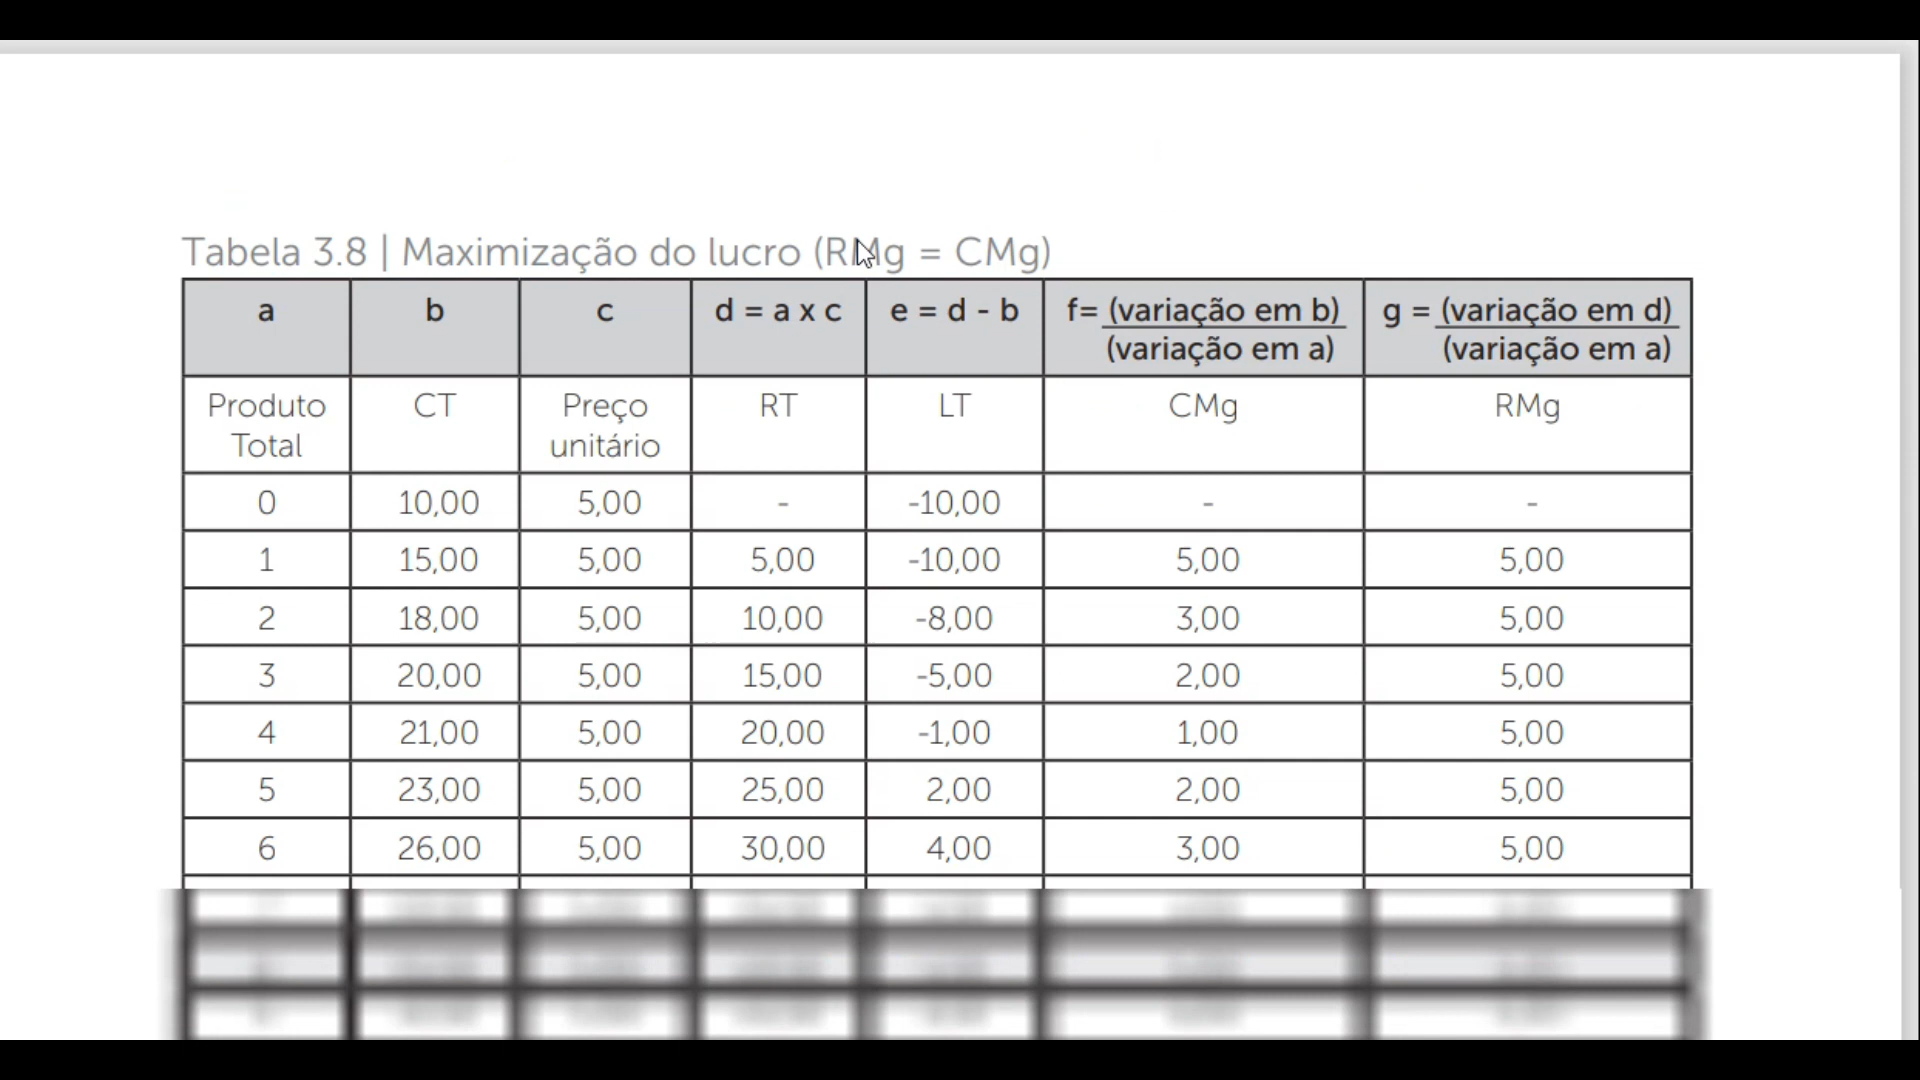 Tabela 3.8 | Maximização do lucro (RMg = CMg)
a b c d = a x c e = d - b f= (variação em b) g = (variação em d)
(variação em a) (variação em a)
Produto CT Preço RT LT CMg RMg
Total unitário
0 10,00 5,00 - -10,00 - -
1 15,00 5,00 5,00 -10,00 5,00 5,00
2 18,00 5,00 10,00 -8,00 3,00 5,00
3 20,00 5,00 15,00 -5,00 2,00 5,00
4 21,00 5,00 20,00 -1,00 1,00 5,00
5 23,00 5,00 25,00 2,00 2,00 5,00
6 26,00 5,00 30,00 4,00 3,00 5,00